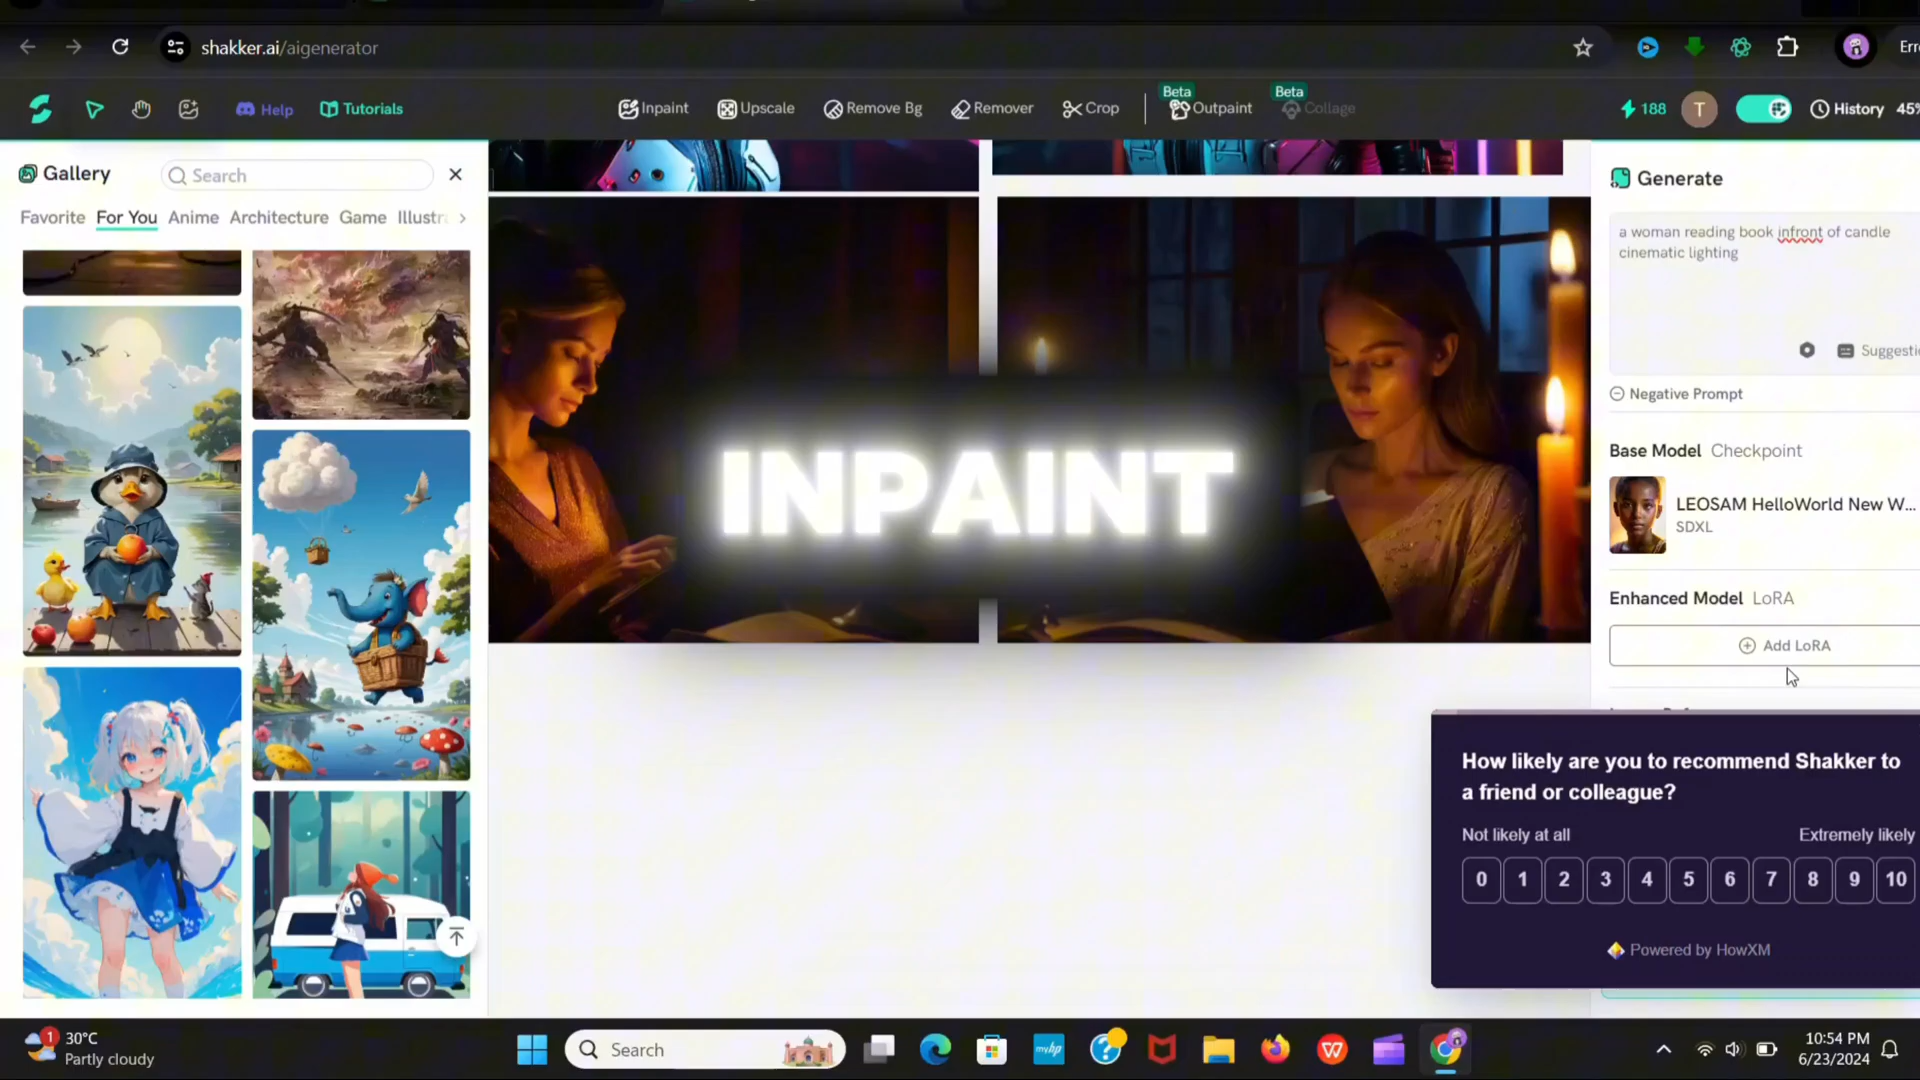 shakker.ai/aigenerator
Erro
Help
Tutorials
Inpaint
Upscale
Remove Bg
Remover
Crop
Beta
Outpaint
Beta
Collage
188
T
History
45%
Gallery
Search
Favorite
For You
Anime
Architecture
Game
Illustr
INPAINT
Generate
a woman reading book infront of candle
cinematic lighting
Suggestic
Negative Prompt
Base Model Checkpoint
LEOSAM HelloWorld New W...
SDXL
Enhanced Model LoRA
Add LoRA
How likely are you to recommend Shakker to
a friend or colleague?
Not likely at all
Extremely likely
0 1 2 3 4 5 6 7 8 9 10
Powered by HowXM
1
30°C
Partly cloudy
Search
myhp
10:54 PM
6/23/2024